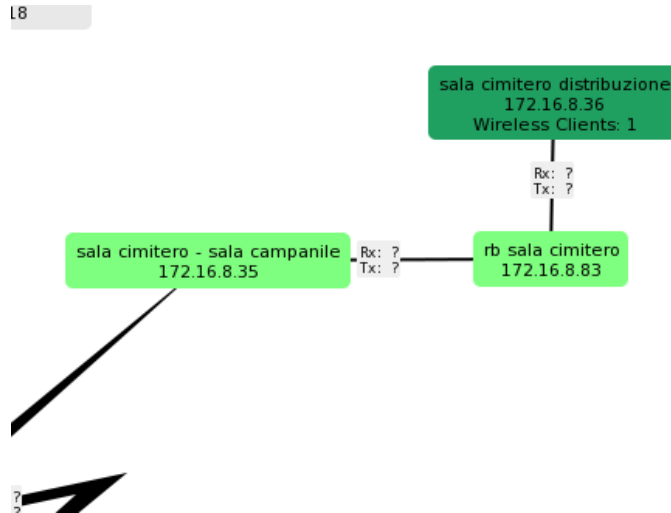 18
sala cimitero distribuzione
172.16.8.36
Wireless Clients: 1
Rx: ?
Tx: ?
sala cimitero - sala campanile
172.16.8.35
Rx: ?
Tx: ?
rb sala cimitero
172.16.8.83
?
?